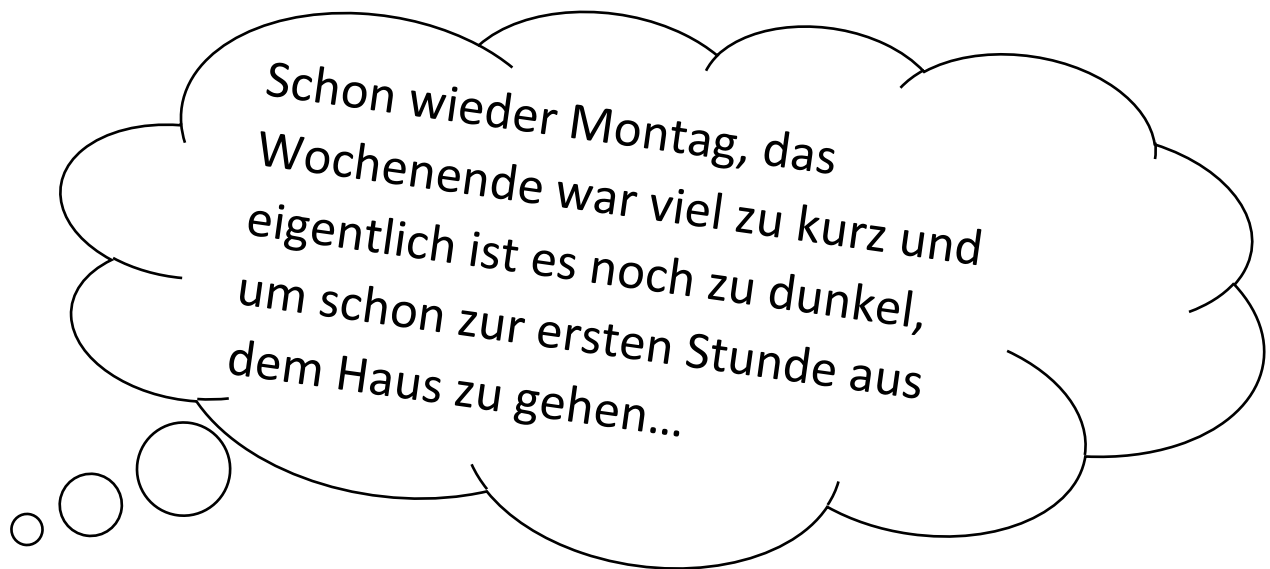 Schon wieder Montag, das
Wochenende war viel zu kurz und
eigentlich ist es noch zu dunkel,
um schon zur ersten Stunde aus
dem Haus zu gehen...